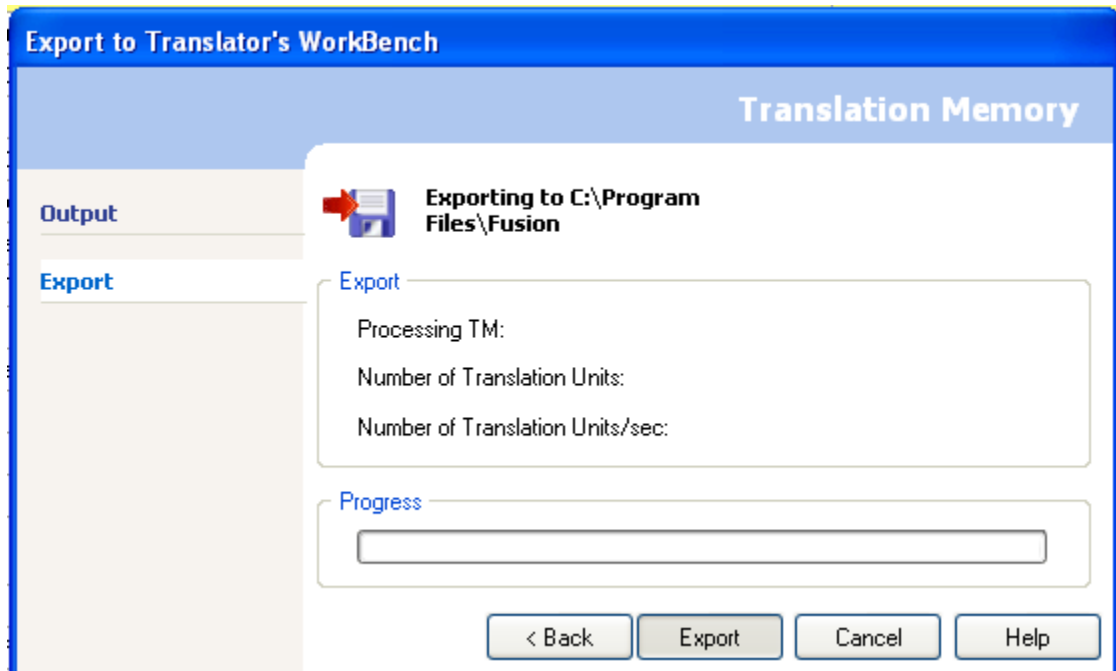 Export to Translator's WorkBench
Translation Memory
Output
Export
Exporting to C:\Program
Files\Fusion
Export
Processing TM:
Number of Translation Units:
Number of Translation Units/sec:
Progress
< Back
Export
Cancel
Help